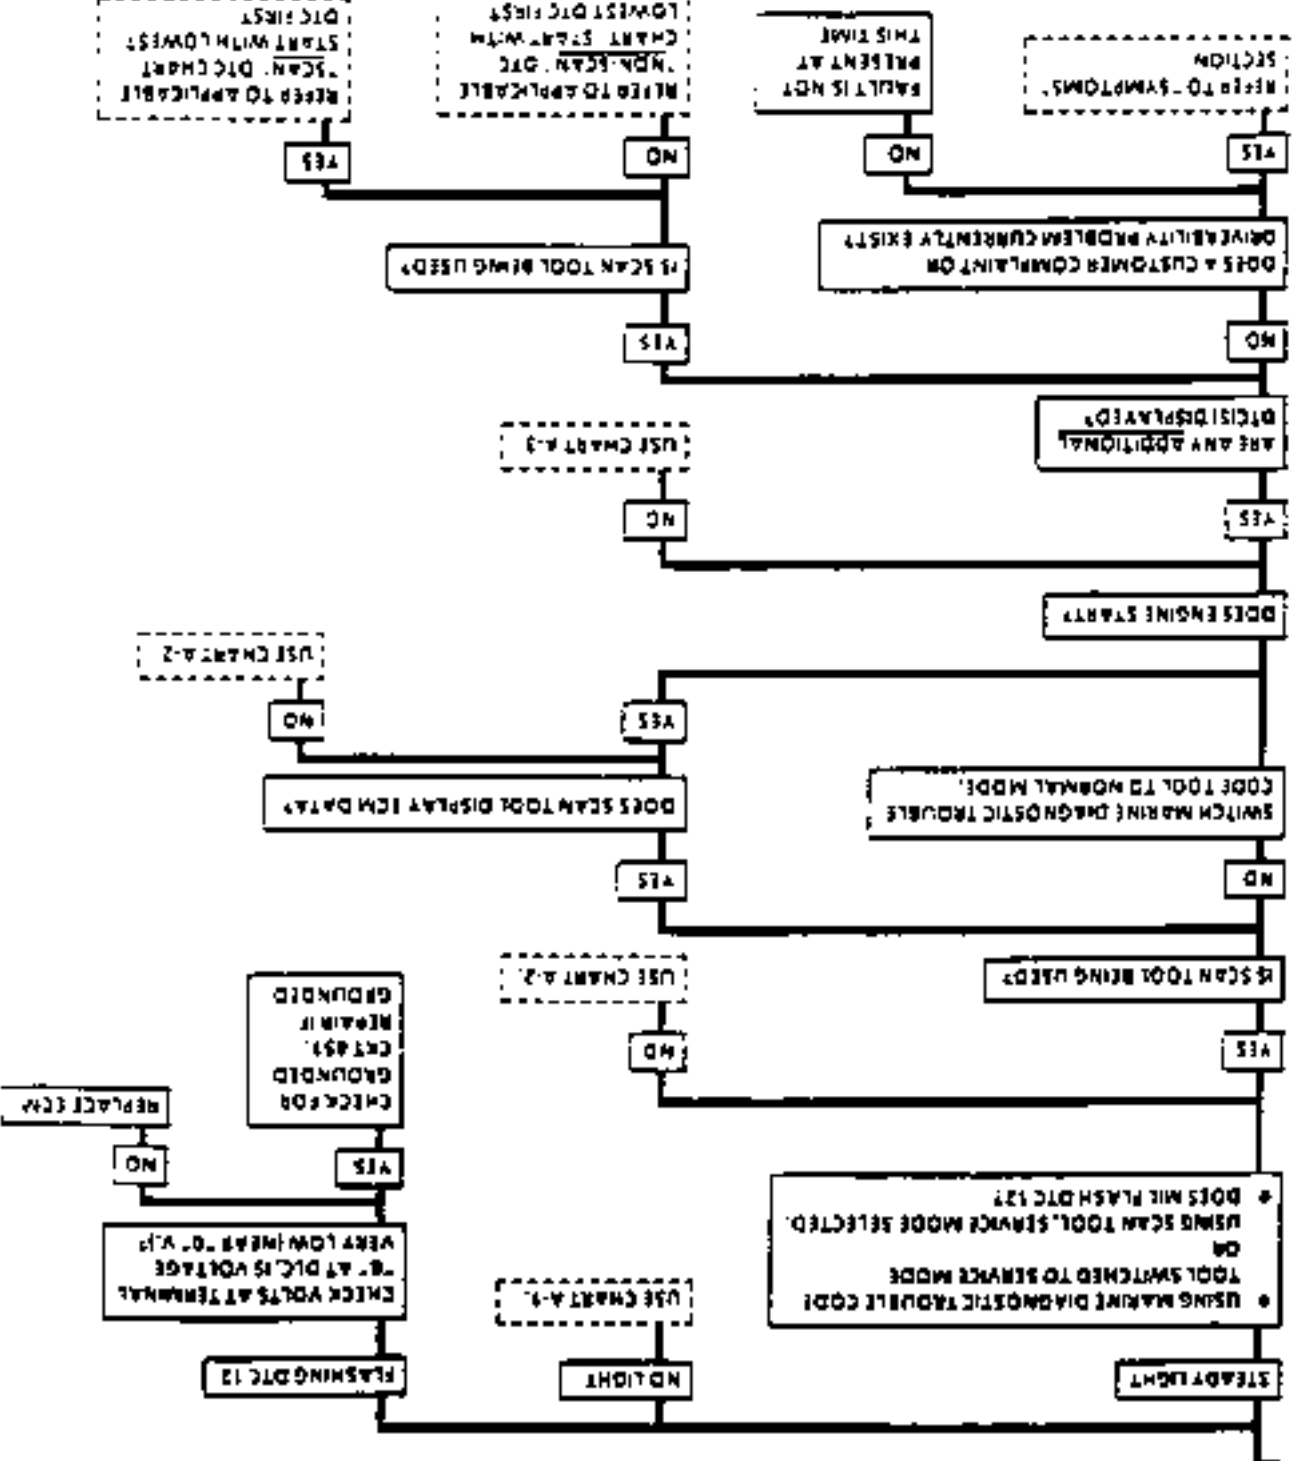 STEADY LIGHT
NO LIGHT
FLASHING DTC 12
• USING MARINE DIAGNOSTIC TROUBLE CODE
TOOL SWITCHED TO SERVICE MODE
OR
USING SCAN TOOL, SERVICE MODE SELECTED.
• DOES MIL FLASH DTC 12?
USE CHART A-1.
CHECK VOLTS AT TERMINAL
"B" AT DLC. IS VOLTAGE
VERY LOW (NEAR "0" V.)?
YES
NO
YES
NO
CHECK FOR
GROUNDED
CKT 451.
REPAIR IF
GROUNDED
REPLACE ECM
IS SCAN TOOL BEING USED?
USE CHART A-2.
NO
YES
SWITCH MARINE DIAGNOSTIC TROUBLE
CODE TOOL TO NORMAL MODE.
DOES SCAN TOOL DISPLAY ECM DATA?
YES
NO
USE CHART A-2
DOES ENGINE START?
YES
NO
ARE ANY ADDITIONAL
DTC(S) DISPLAYED?
USE CHART A-3
NO
YES
DOES A CUSTOMER COMPLAINT OR
DRIVEABILITY PROBLEM CURRENTLY EXIST?
IS SCAN TOOL BEING USED?
YES
NO
NO
YES
REFER TO "SYMPTOMS"
SECTION
FAULT IS NOT
PRESENT AT
THIS TIME
REFER TO APPLICABLE
"NON-SCAN" DTC
CHART. START WITH
LOWEST DTC FIRST
REFER TO APPLICABLE
"SCAN" DTC CHART
START WITH LOWEST
DTC FIRST